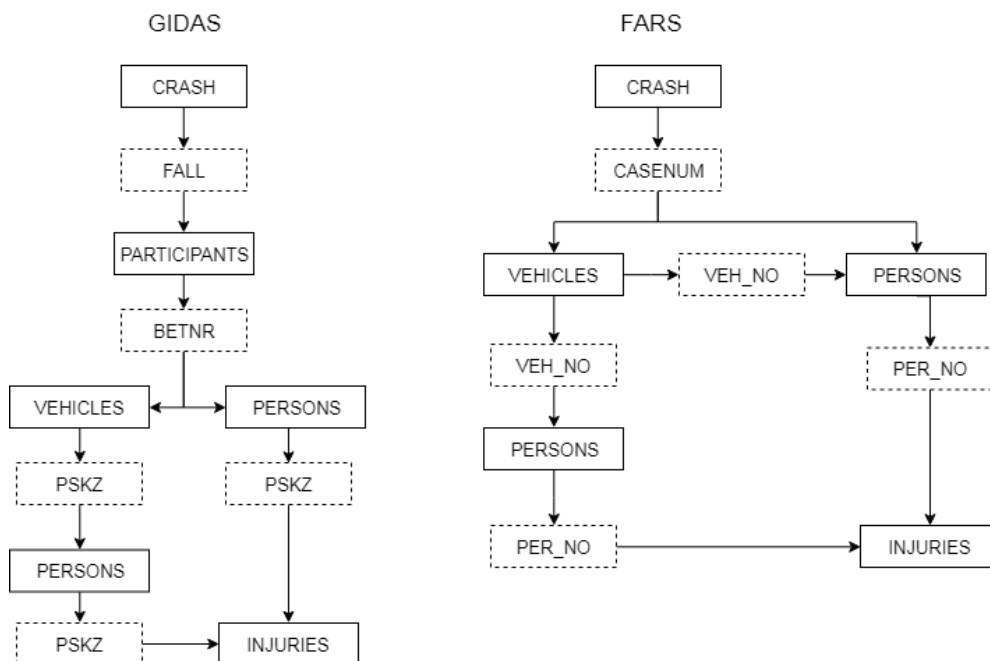 GIDAS
CRASH
FALL
PARTICIPANTS
BETNR
VEHICLES
PERSONS
PSKZ
PSKZ
PERSONS
PSKZ
INJURIES
FARS
CRASH
CASENUM
VEHICLES
VEH_NO
PERSONS
VEH_NO
PER_NO
PERSONS
PER_NO
INJURIES